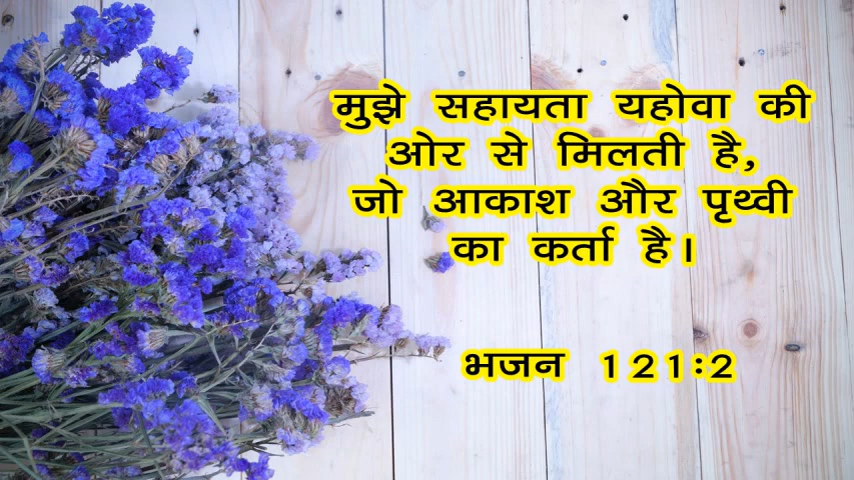 मुझे सहायता यहोवा की
ओर से मिलती है,
जो आकाश और पृथ्वी
का कर्ता है।
भजन 121:2